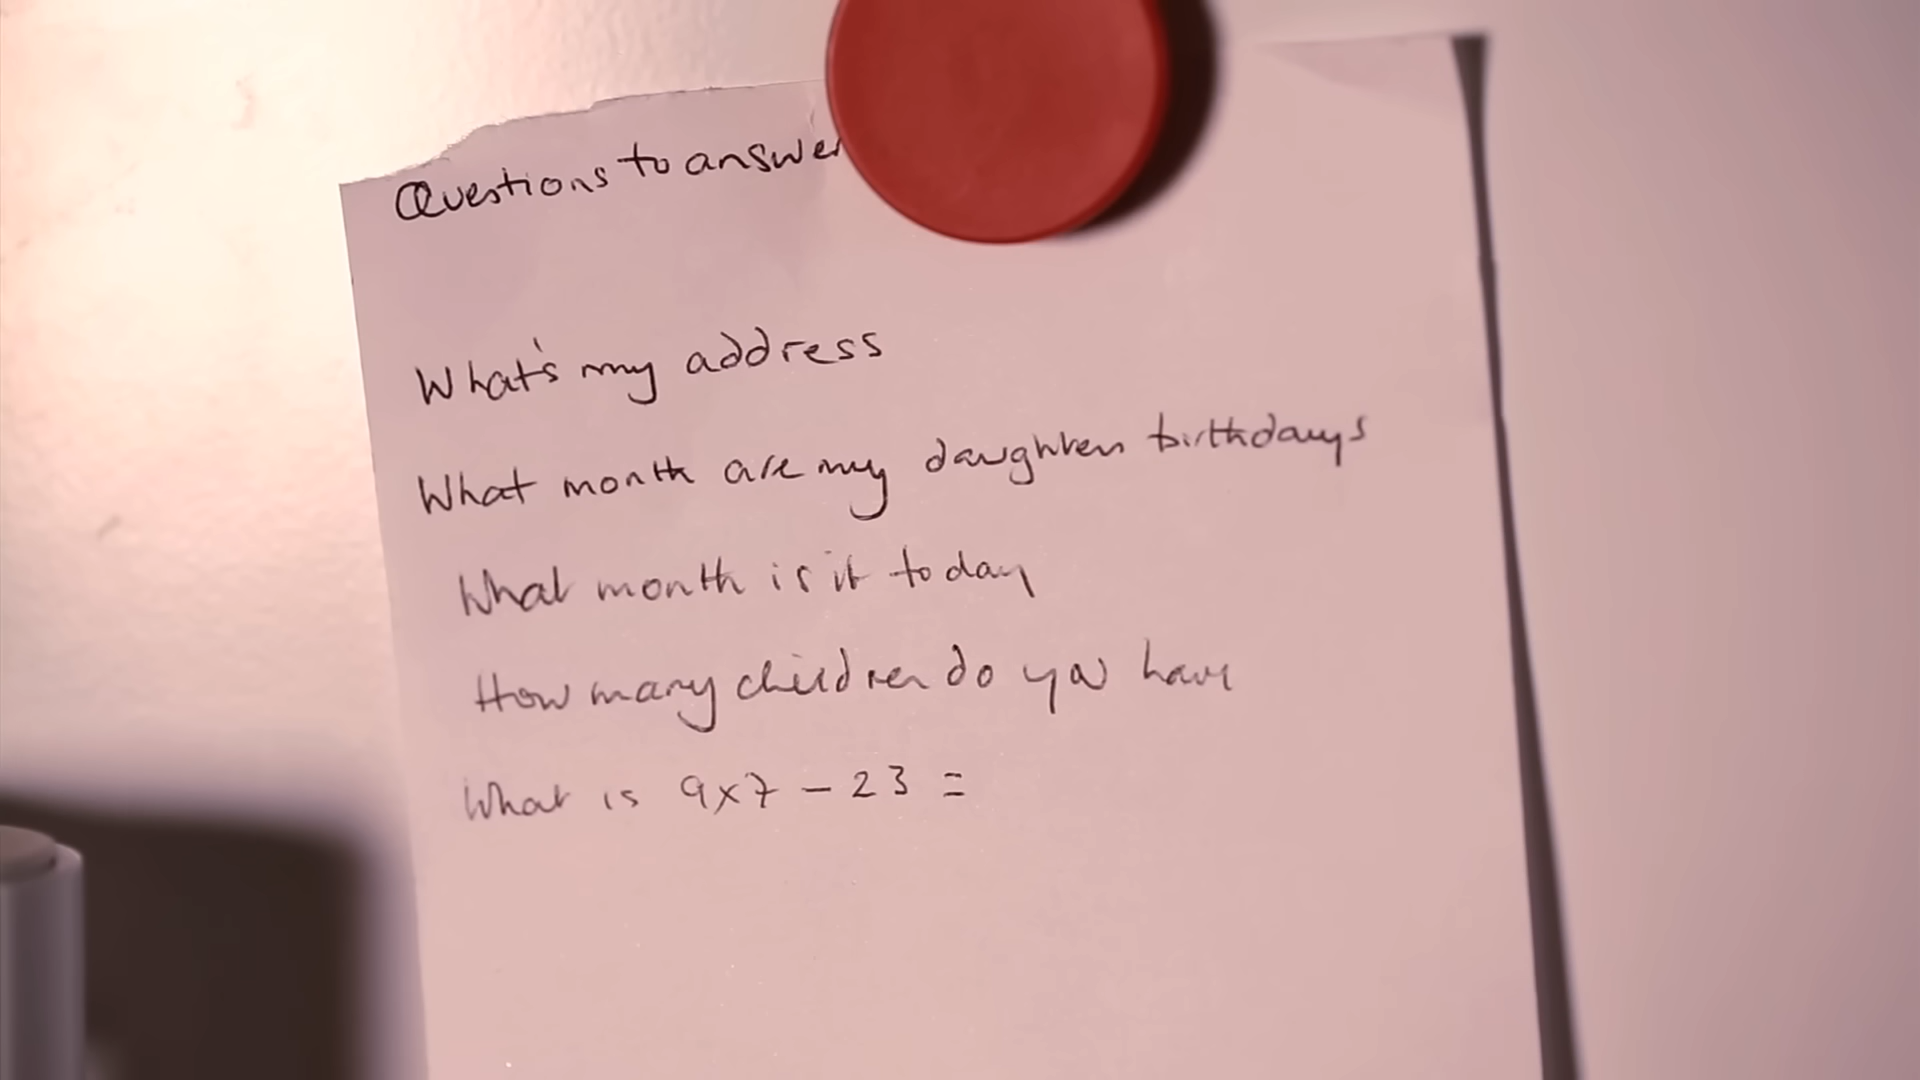 Questions to answer
What's my address
What month are my daughters birthdays
What month is it today
How many children do you have
What is 9x7 - 23 =